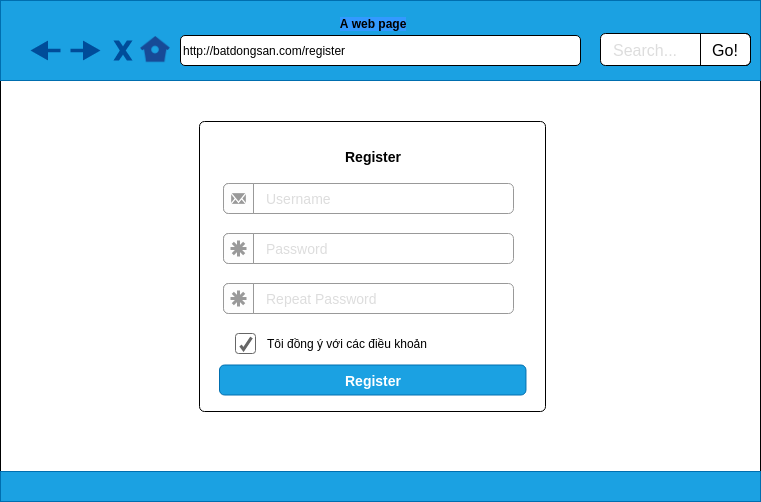 A web page
http://batdongsan.com/register
Search...
Go!
Register
Username
Password
Repeat Password
Tôi đồng ý với các điều khoản
Register